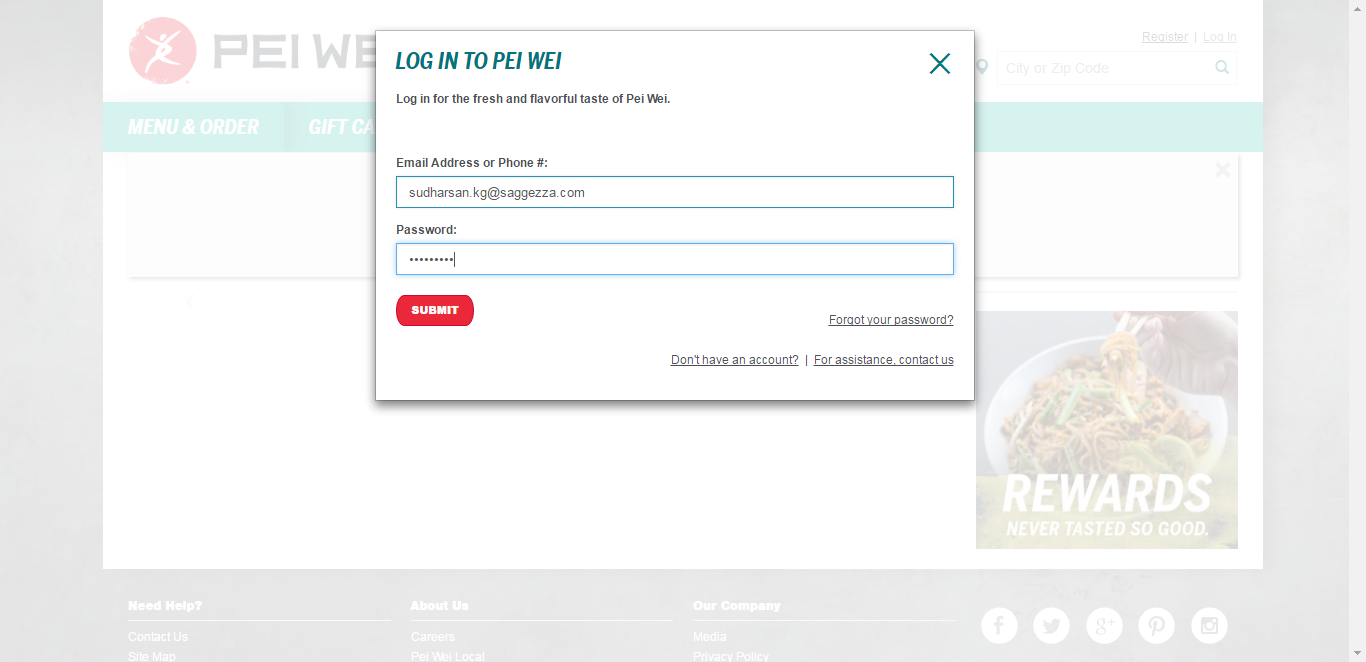 PEI WE
Register | Log In
City or Zip Code
MENU & ORDER
GIFT CA
LOG IN TO PEI WEI
Log in for the fresh and flavorful taste of Pei Wei.
Email Address or Phone #:
sudharsan.kg@saggezza.com
Password:
•••••••••
SUBMIT
Forgot your password?
Don't have an account? | For assistance, contact us
REWARDS
NEVER TASTED SO GOOD.
Need Help?
Contact Us
Site Map
About Us
Careers
Pei Wei Local
Our Company
Media
Privacy Policy